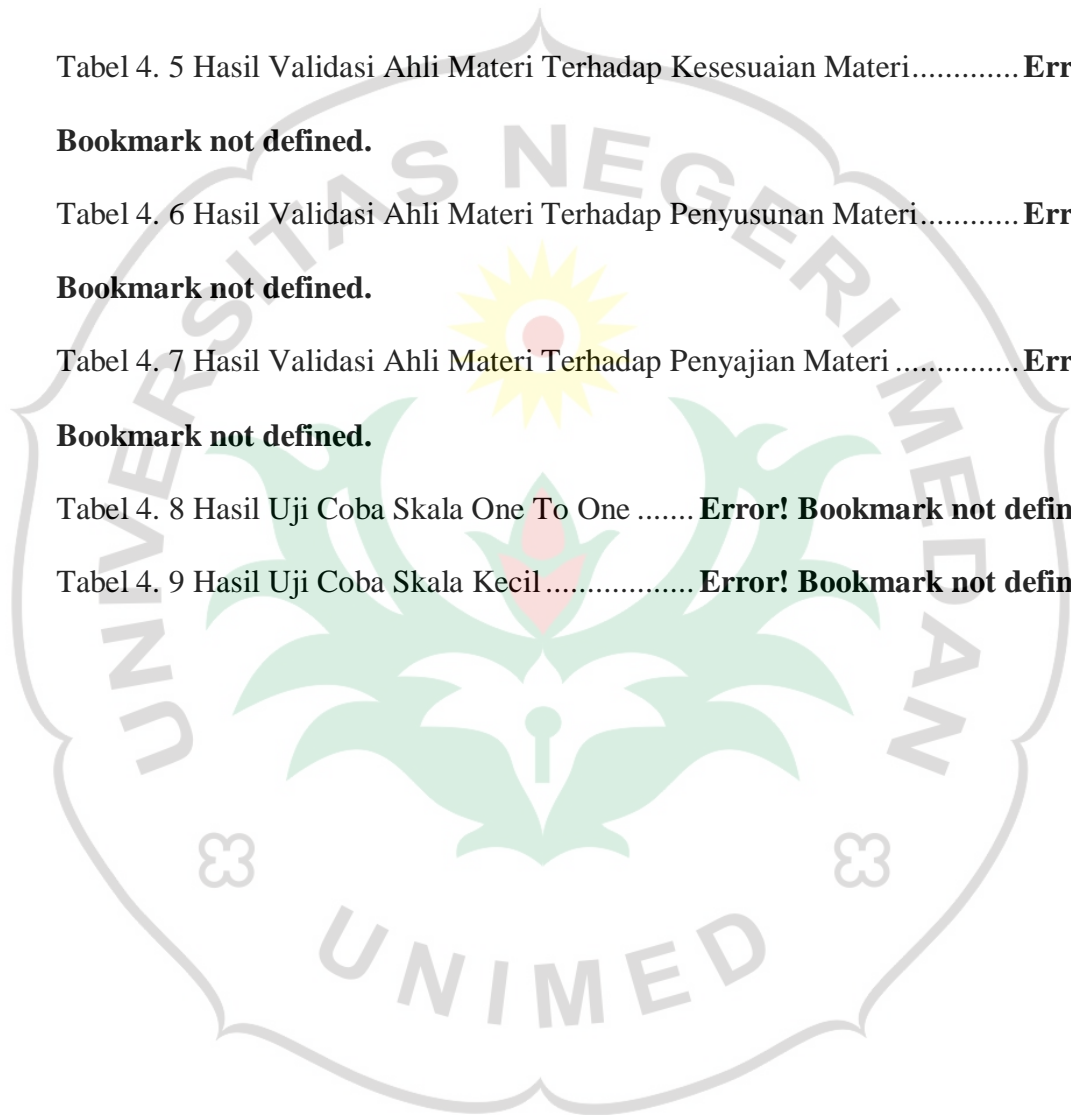 Tabel 4. 5 Hasil Validasi Ahli Materi Terhadap Kesesuaian Materi.............Err
Bookmark not defined.
Tabel 4. 6 Hasil Validasi Ahli Materi Terhadap Penyusunan Materi............Err
Bookmark not defined.
Tabel 4. 7 Hasil Validasi Ahli Materi Terhadap Penyajian Materi...............Err
Bookmark not defined.
Tabel 4. 8 Hasil Uji Coba Skala One To One.......Error! Bookmark not defin
Tabel 4. 9 Hasil Uji Coba Skala Kecil..................Error! Bookmark not defin
UNIVERSITAS NEGERI MEDAN
UNIMED